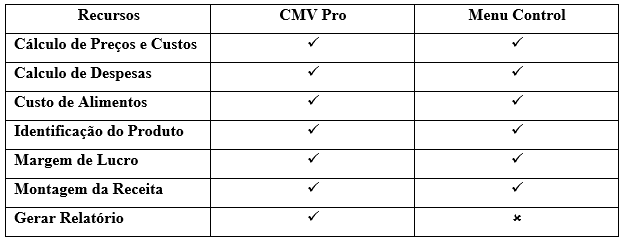 Recursos CMV Pro Menu Control
Cálculo de Preços e Custos ✓ ✓
Calculo de Despesas ✓ ✓
Custo de Alimentos ✓ ✓
Identificação do Produto ✓ ✓
Margem de Lucro ✓ ✓
Montagem da Receita ✓ ✓
Gerar Relatório ✓ ×